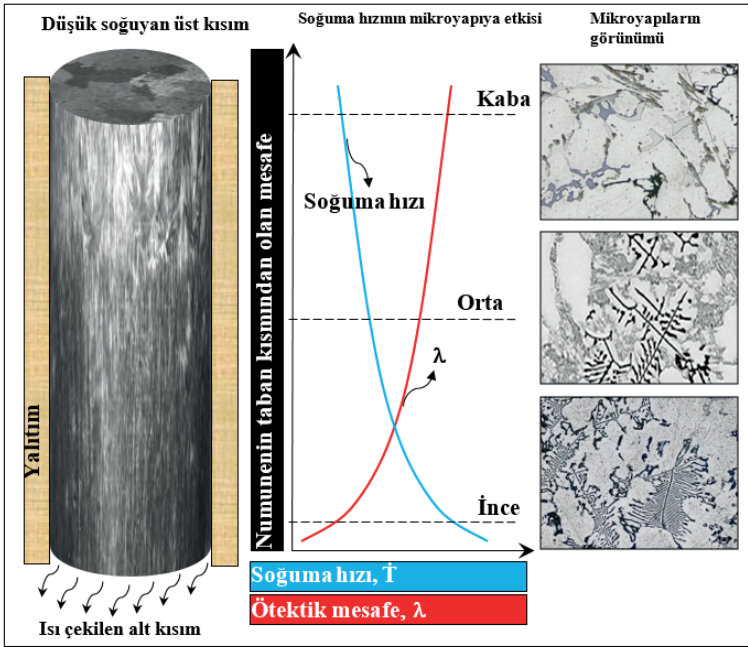 Düşük soğuyan üst kısım
Yalıtım
Isı çekilen alt kısım
Numunenin taban kısmından olan mesafe
Soğuma hızının mikroyapıya etkisi
Kaba
Soğuma hızı
Orta
λ
İnce
Soğuma hızı, Ṫ
Ötektik mesafe, λ
Mikroyapıların
görünümü